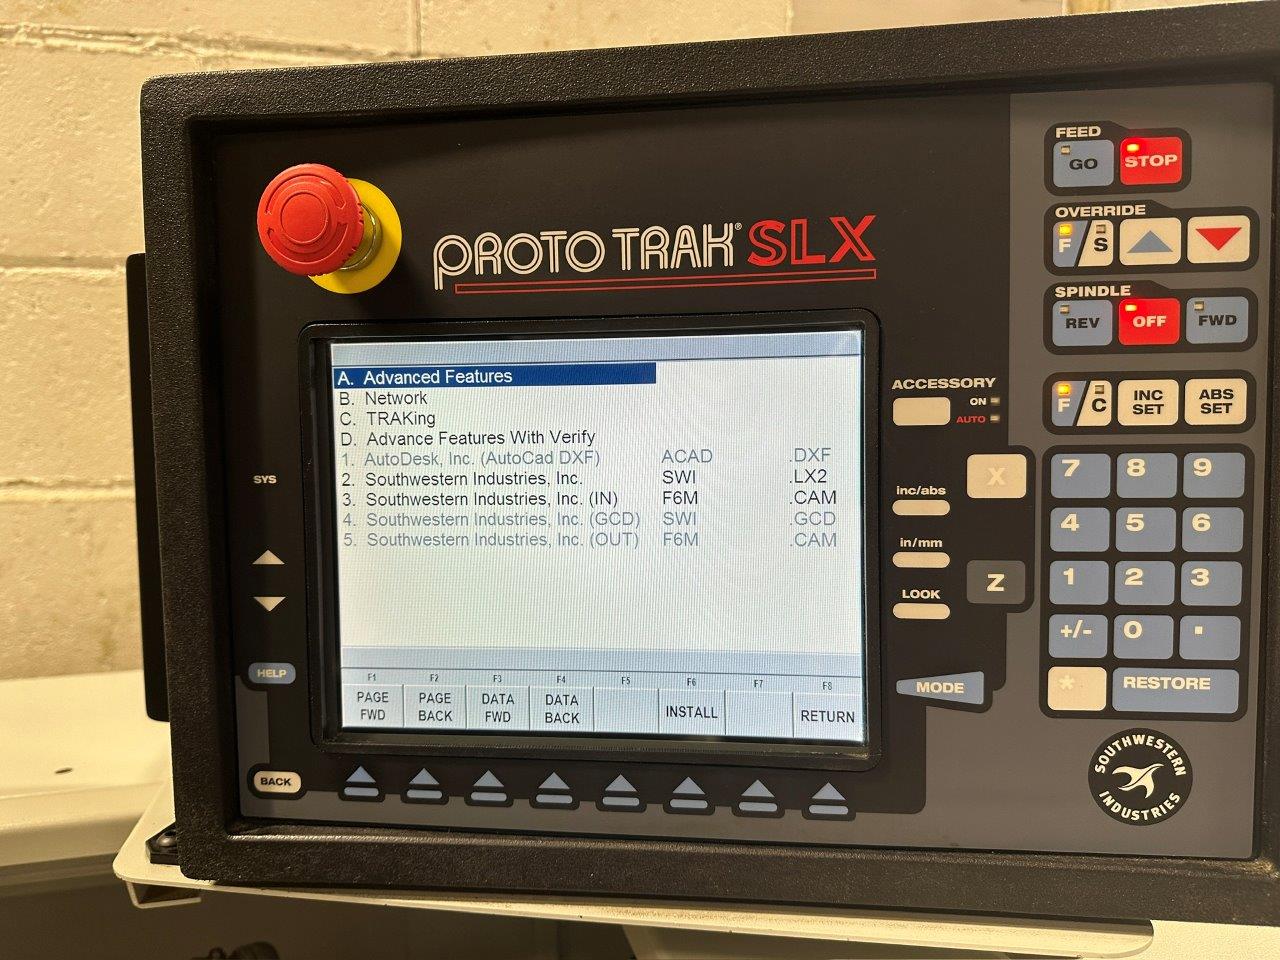 PROTO TRAK® SLX
A. Advanced Features
B. Network
C. TRAKing
D. Advance Features With Verify
1. AutoDesk, Inc. (AutoCad DXF) ACAD .DXF
2. Southwestern Industries, Inc. SWI .LX2
3. Southwestern Industries, Inc. (IN) F6M .CAM
4. Southwestern Industries, Inc. (GCD) SWI .GCD
5. Southwestern Industries, Inc. (OUT) F6M .CAM
F1 F2 F3 F4 F5 F6 F7 F8
PAGE FWD
PAGE BACK
DATA FWD
DATA BACK
INSTALL
RETURN
SYS
HELP
BACK
ACCESSORY
ON
AUTO
inc/abs
in/mm
LOOK
MODE
X
Z
FEED
GO
STOP
OVERRIDE
F/S
SPINDLE
REV
OFF
FWD
F/C
INC SET
ABS SET
7 8 9
4 5 6
1 2 3
+/- 0 .
* RESTORE
SOUTHWESTERN
INDUSTRIES